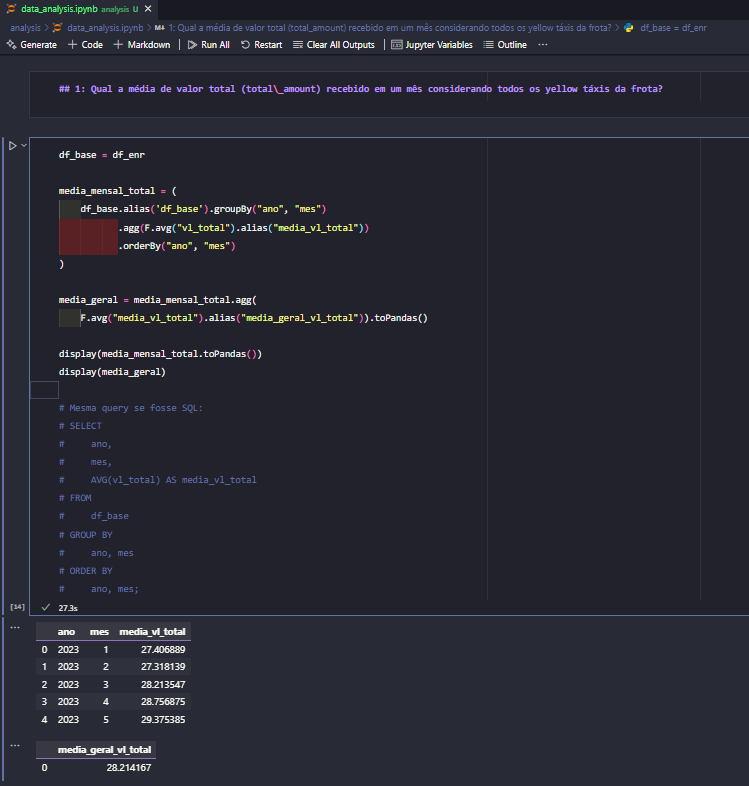 data_analysis.ipynb analysis U
analysis > data_analysis.ipynb > M↓ 1: Qual a média de valor total (total_amount) recebido em um mês considerando todos os yellow táxis da frota? > df_base = df_enr
Generate + Code + Markdown | Run All Restart Clear All Outputs | Jupyter Variables Outline ...
## 1: Qual a média de valor total (total\_amount) recebido em um mês considerando todos os yellow táxis da frota?
df_base = df_enr
media_mensal_total = (
df_base.alias('df_base').groupBy("ano", "mes")
.agg(F.avg("vl_total").alias("media_vl_total"))
.orderBy("ano", "mes")
)
media_geral = media_mensal_total.agg(
F.avg("media_vl_total").alias("media_geral_vl_total")).toPandas()
display(media_mensal_total.toPandas())
display(media_geral)
# Mesma query se fosse SQL:
# SELECT
# ano,
# mes,
# AVG(vl_total) AS media_vl_total
# FROM
# df_base
# GROUP BY
# ano, mes
# ORDER BY
# ano, mes;
[14] ✓ 27.3s
...
ano mes media_vl_total
0 2023 1 27.406889
1 2023 2 27.318139
2 2023 3 28.213547
3 2023 4 28.756875
4 2023 5 29.375385
...
media_geral_vl_total
0 28.214167